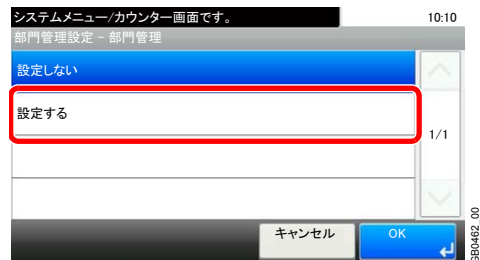 システムメニュー/カウンター画面です。 10:10
部門管理設定 - 部門管理
設定しない
設定する
1/1
キャンセル OK
GB0462_00